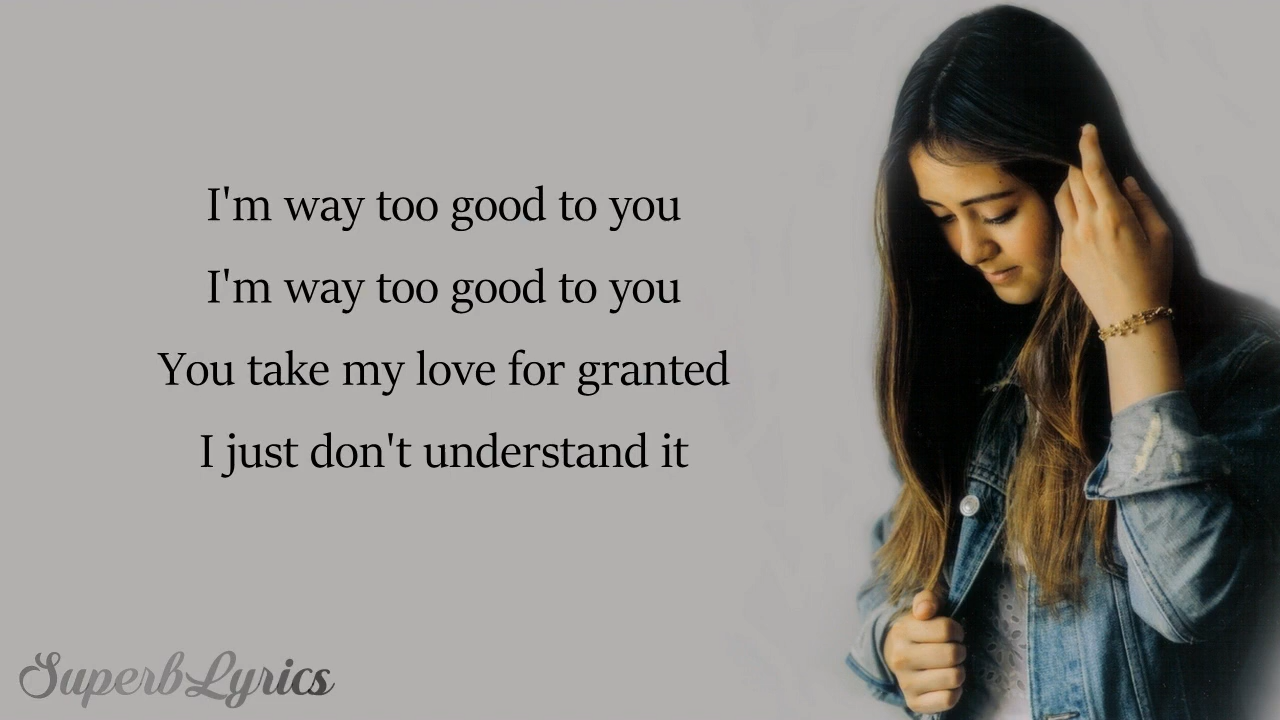 I'm way too good to you
I'm way too good to you
You take my love for granted
I just don't understand it
SuperbLyrics